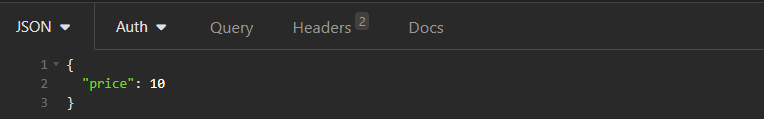 JSON Auth Query Headers 2 Docs
1 {
2 "price": 10
3 }